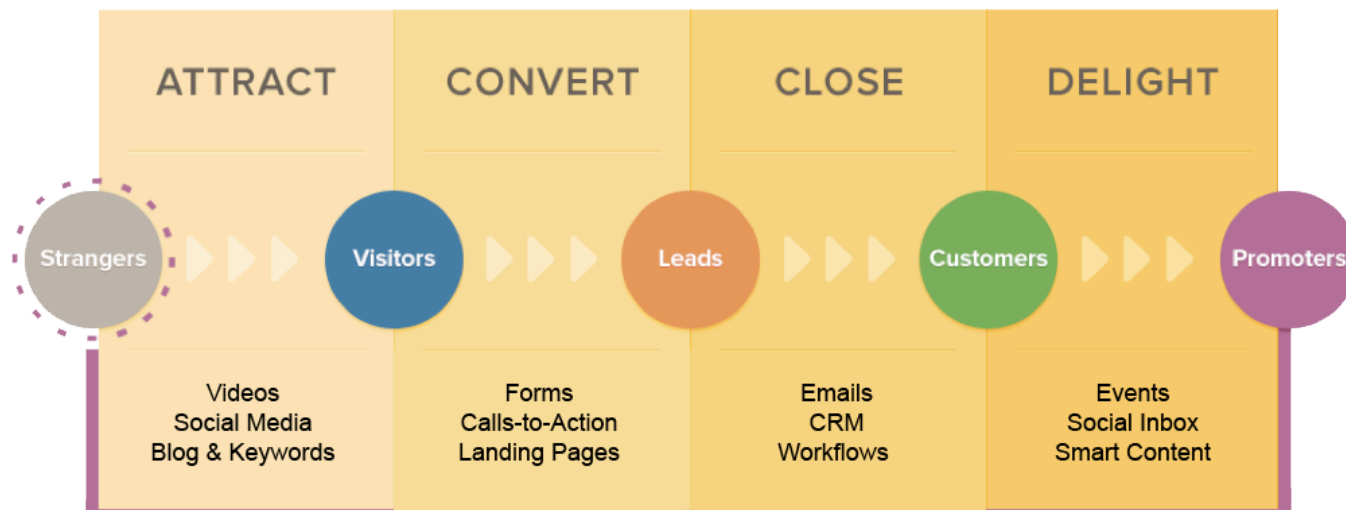 ATTRACT
CONVERT
CLOSE
DELIGHT
Strangers
Visitors
Leads
Customers
Promoters
Videos
Social Media
Blog & Keywords
Forms
Calls-to-Action
Landing Pages
Emails
CRM
Workflows
Events
Social Inbox
Smart Content